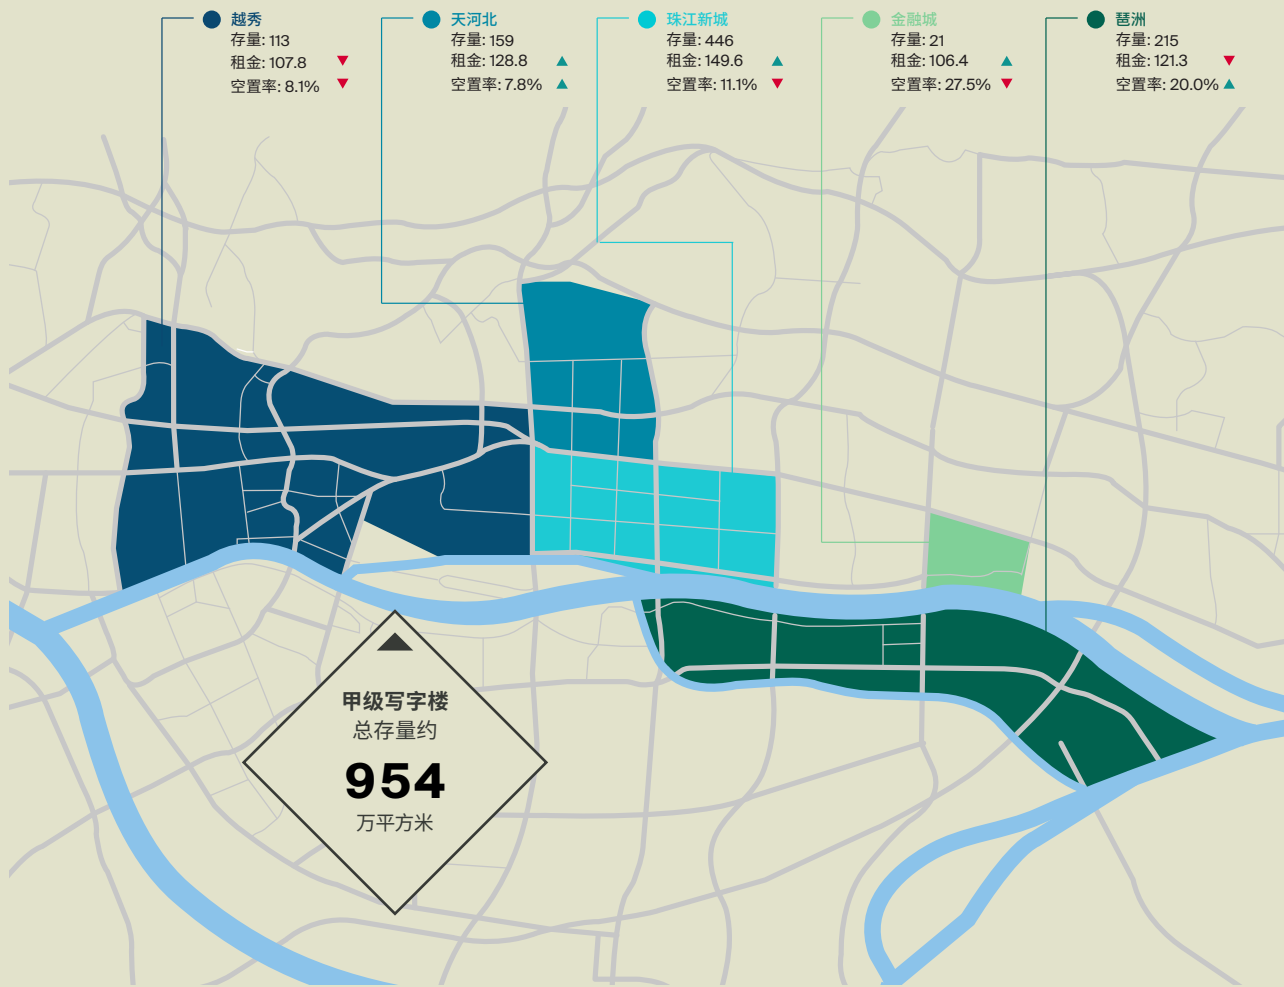 越秀
存量: 113
租金: 107.8 ▼
空置率: 8.1% ▼
天河北
存量: 159
租金: 128.8 ▲
空置率: 7.8% ▲
珠江新城
存量: 446
租金: 149.6 ▲
空置率: 11.1% ▼
金融城
存量: 21
租金: 106.4 ▲
空置率: 27.5% ▼
琶洲
存量: 215
租金: 121.3 ▼
空置率: 20.0% ▲
甲级写字楼
总存量约
954
万平方米